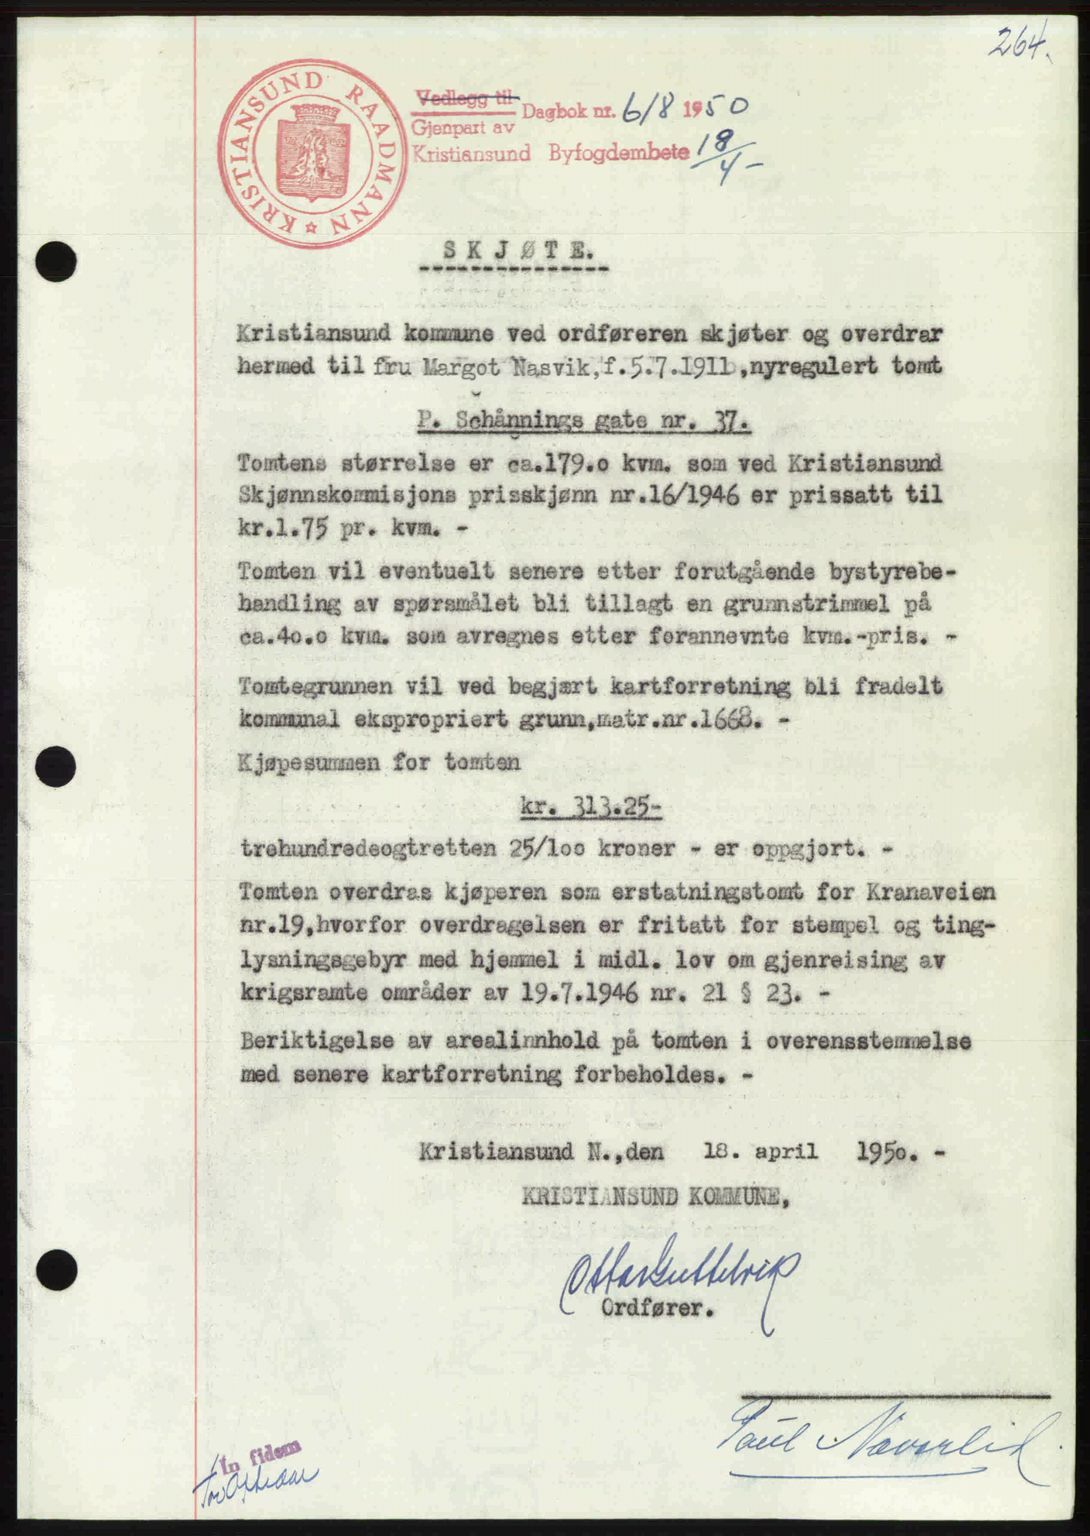 264.
KRISTIANSUND RAADMANN
Vedlegg til
Dagbok nr. 618 1950
Gjenpart av
Kristiansund Byfogdembete 18/4-
SKJØTE.
Kristiansund kommune ved ordføreren skjøter og overdrar
hermed til fru Margot Nasvik, f.5.7.1911, nyregulert tomt
P. Schånnings gate nr. 37.
Tomtens størrelse er ca.179.o kvm. som ved Kristiansund
Skjønnskommisjons prisskjønn nr.16/1946 er prissatt til
kr.1.75 pr. kvm. -
Tomten vil eventuelt senere etter forutgående bystyrebe-
handling av spørsmålet bli tillagt en grunnstrimmel på
ca.4o.o kvm. som avregnes etter forannevnte kvm.-pris. -
Tomtegrunnen vil ved begjært kartforretning bli fradelt
kommunal ekspropriert grunn,matr.nr.1668. -
Kjøpesummen for tomten
kr. 313.25-
trehundredeogtretten 25/loo kroner - er oppgjort. -
Tomten overdras kjøperen som erstatningstomt for Kranaveien
nr.19,hvorfor overdragelsen er fritatt for stempel og ting-
lysningsgebyr med hjemmel i midl. lov om gjenreising av
krigsramte områder av 19.7.1946 nr. 21 § 23. -
Beriktigelse av arealinnhold på tomten i overensstemmelse
med senere kartforretning forbeholdes. -
Kristiansund N.,den 18. april 195o. -
KRISTIANSUND KOMMUNE,
Ottar Guttelvik
Ordfører.
Paul Naverlid
In fidem